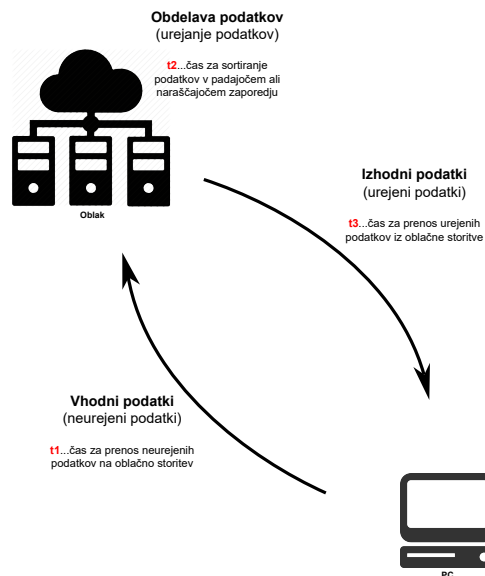 Obdelava podatkov
(urejanje podatkov)
t2...čas za sortiranje
podatkov v padajočem ali
naraščajočem zaporedju
Oblak
Izhodni podatki
(urejeni podatki)
t3...čas za prenos urejenih
podatkov iz oblačne storitve
Vhodni podatki
(neurejeni podatki)
t1...čas za prenos neurejenih
podatkov na oblačno storitev
PC